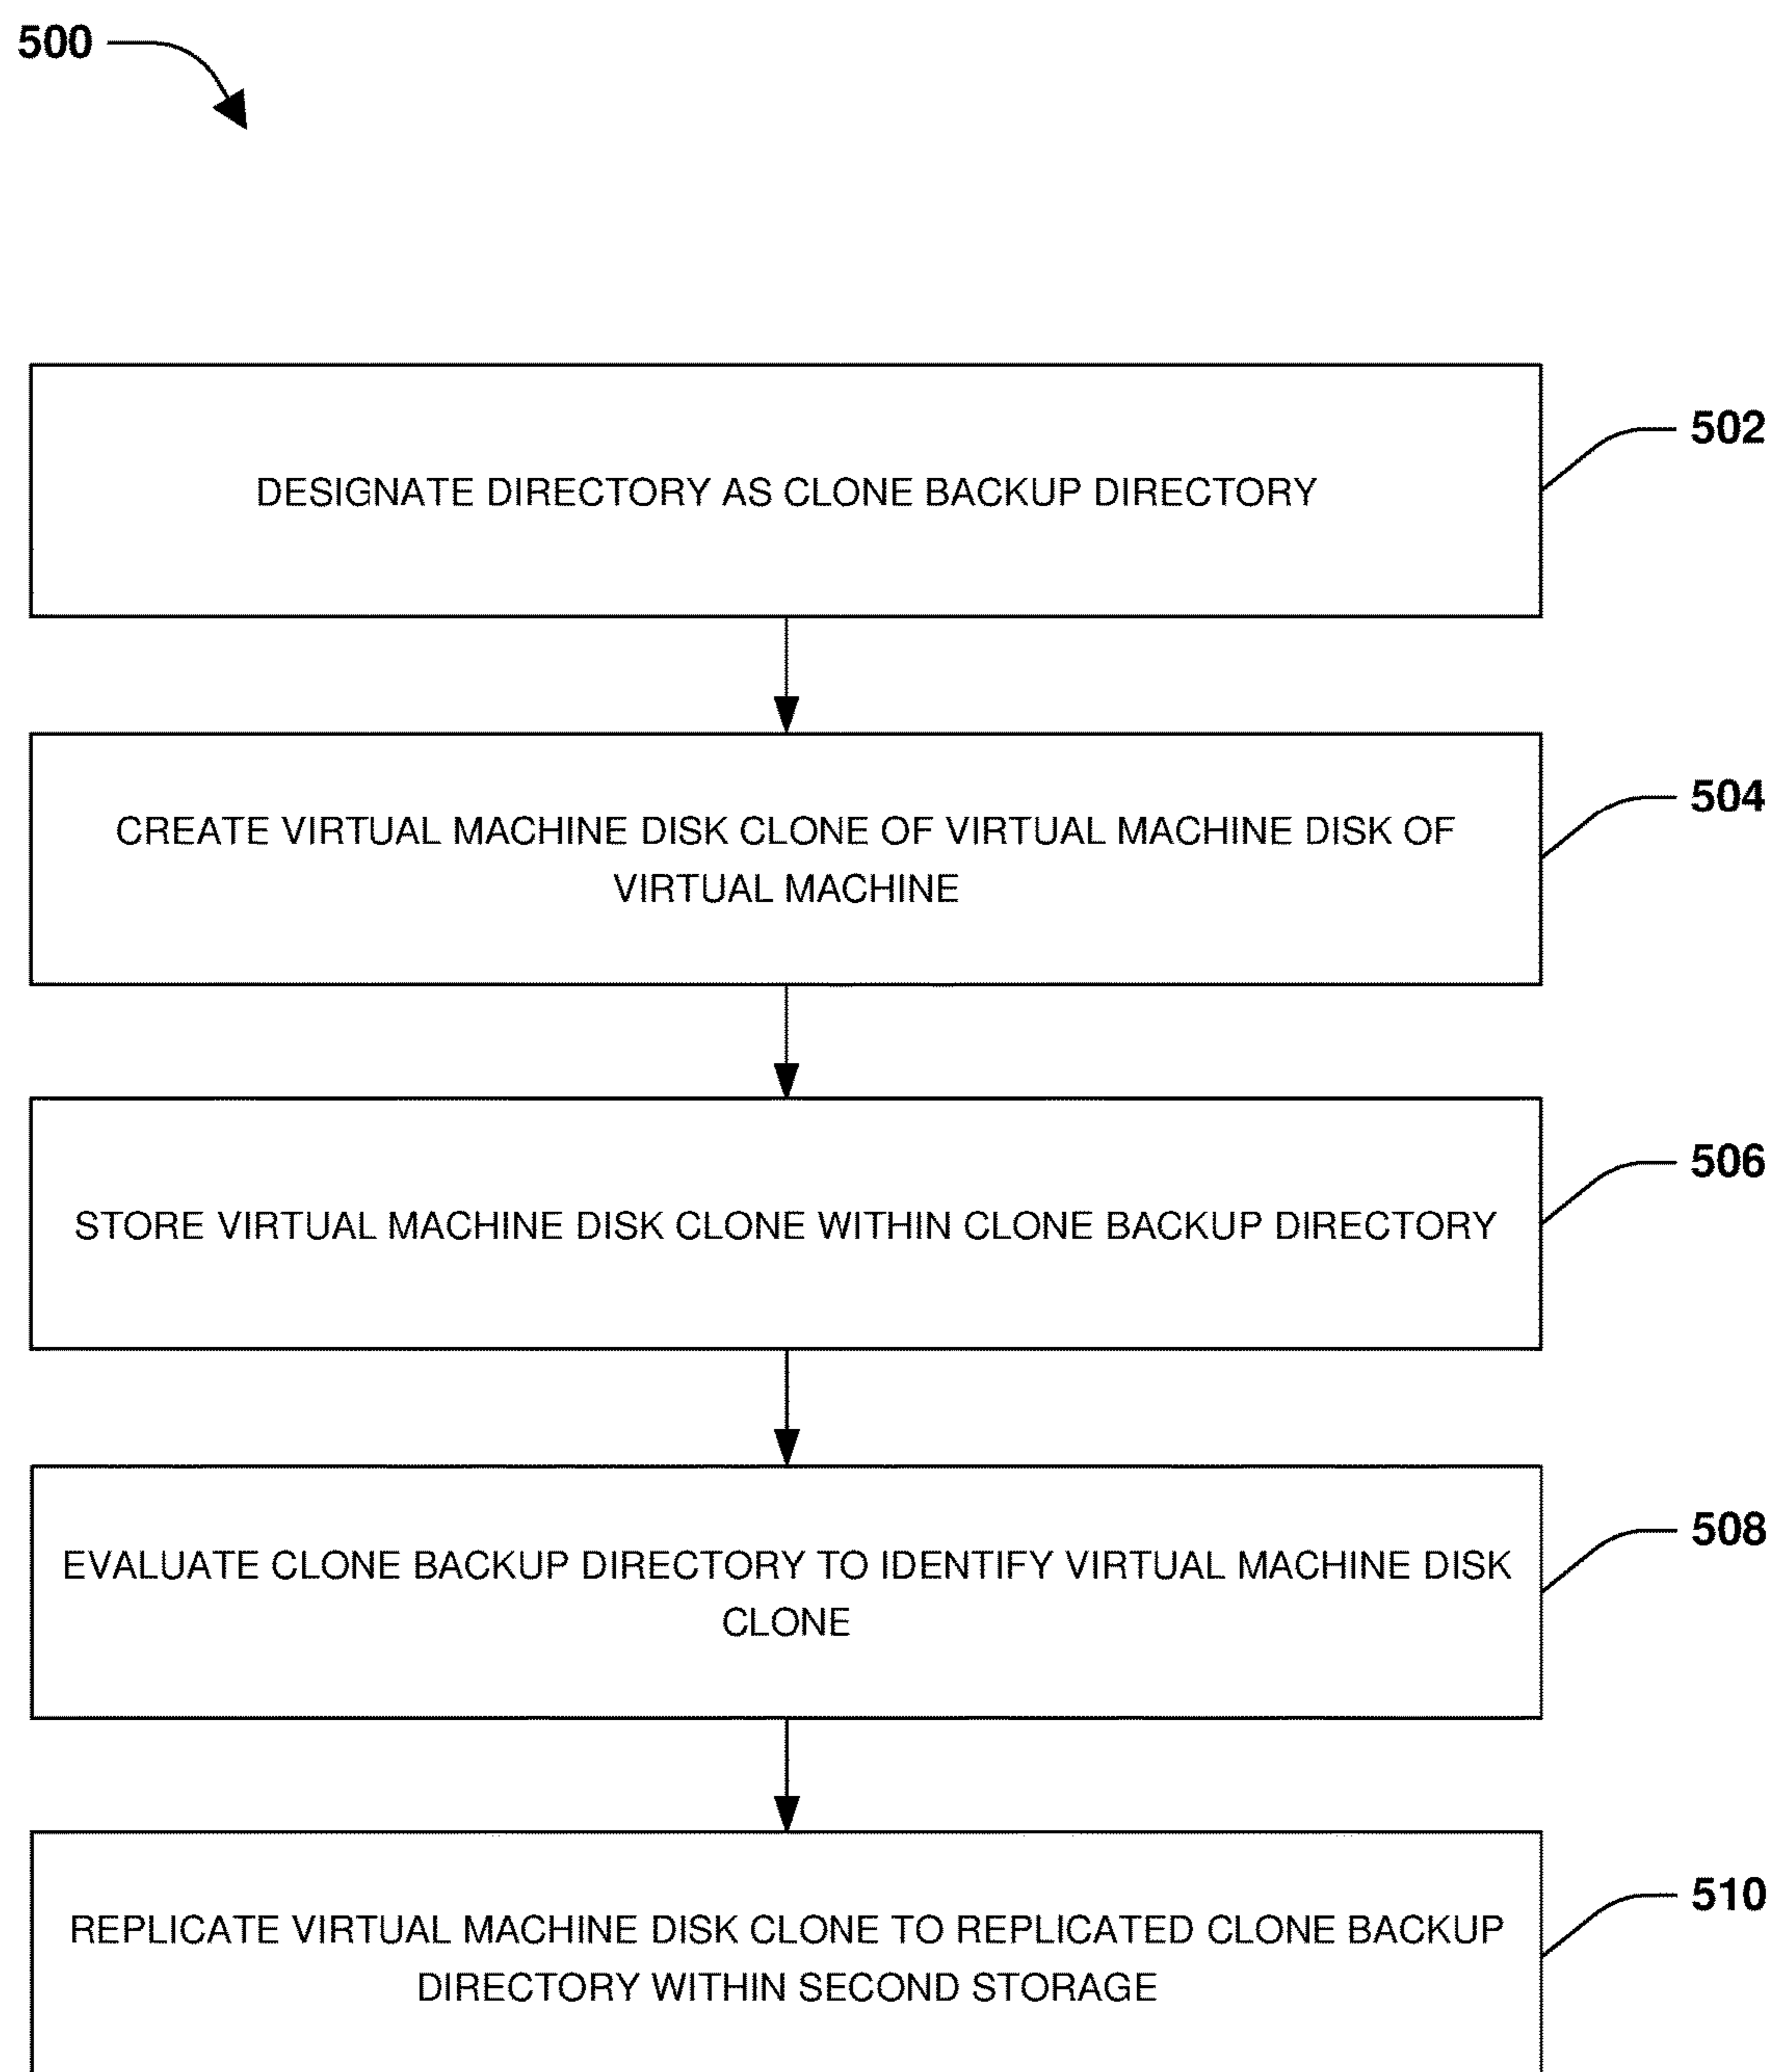 500
502
DESIGNATE DIRECTORY AS CLONE BACKUP DIRECTORY
504
CREATE VIRTUAL MACHINE DISK CLONE OF VIRTUAL MACHINE DISK OF
VIRTUAL MACHINE
506
STORE VIRTUAL MACHINE DISK CLONE WITHIN CLONE BACKUP DIRECTORY
508
EVALUATE CLONE BACKUP DIRECTORY TO IDENTIFY VIRTUAL MACHINE DISK
CLONE
510
REPLICATE VIRTUAL MACHINE DISK CLONE TO REPLICATED CLONE BACKUP
DIRECTORY WITHIN SECOND STORAGE